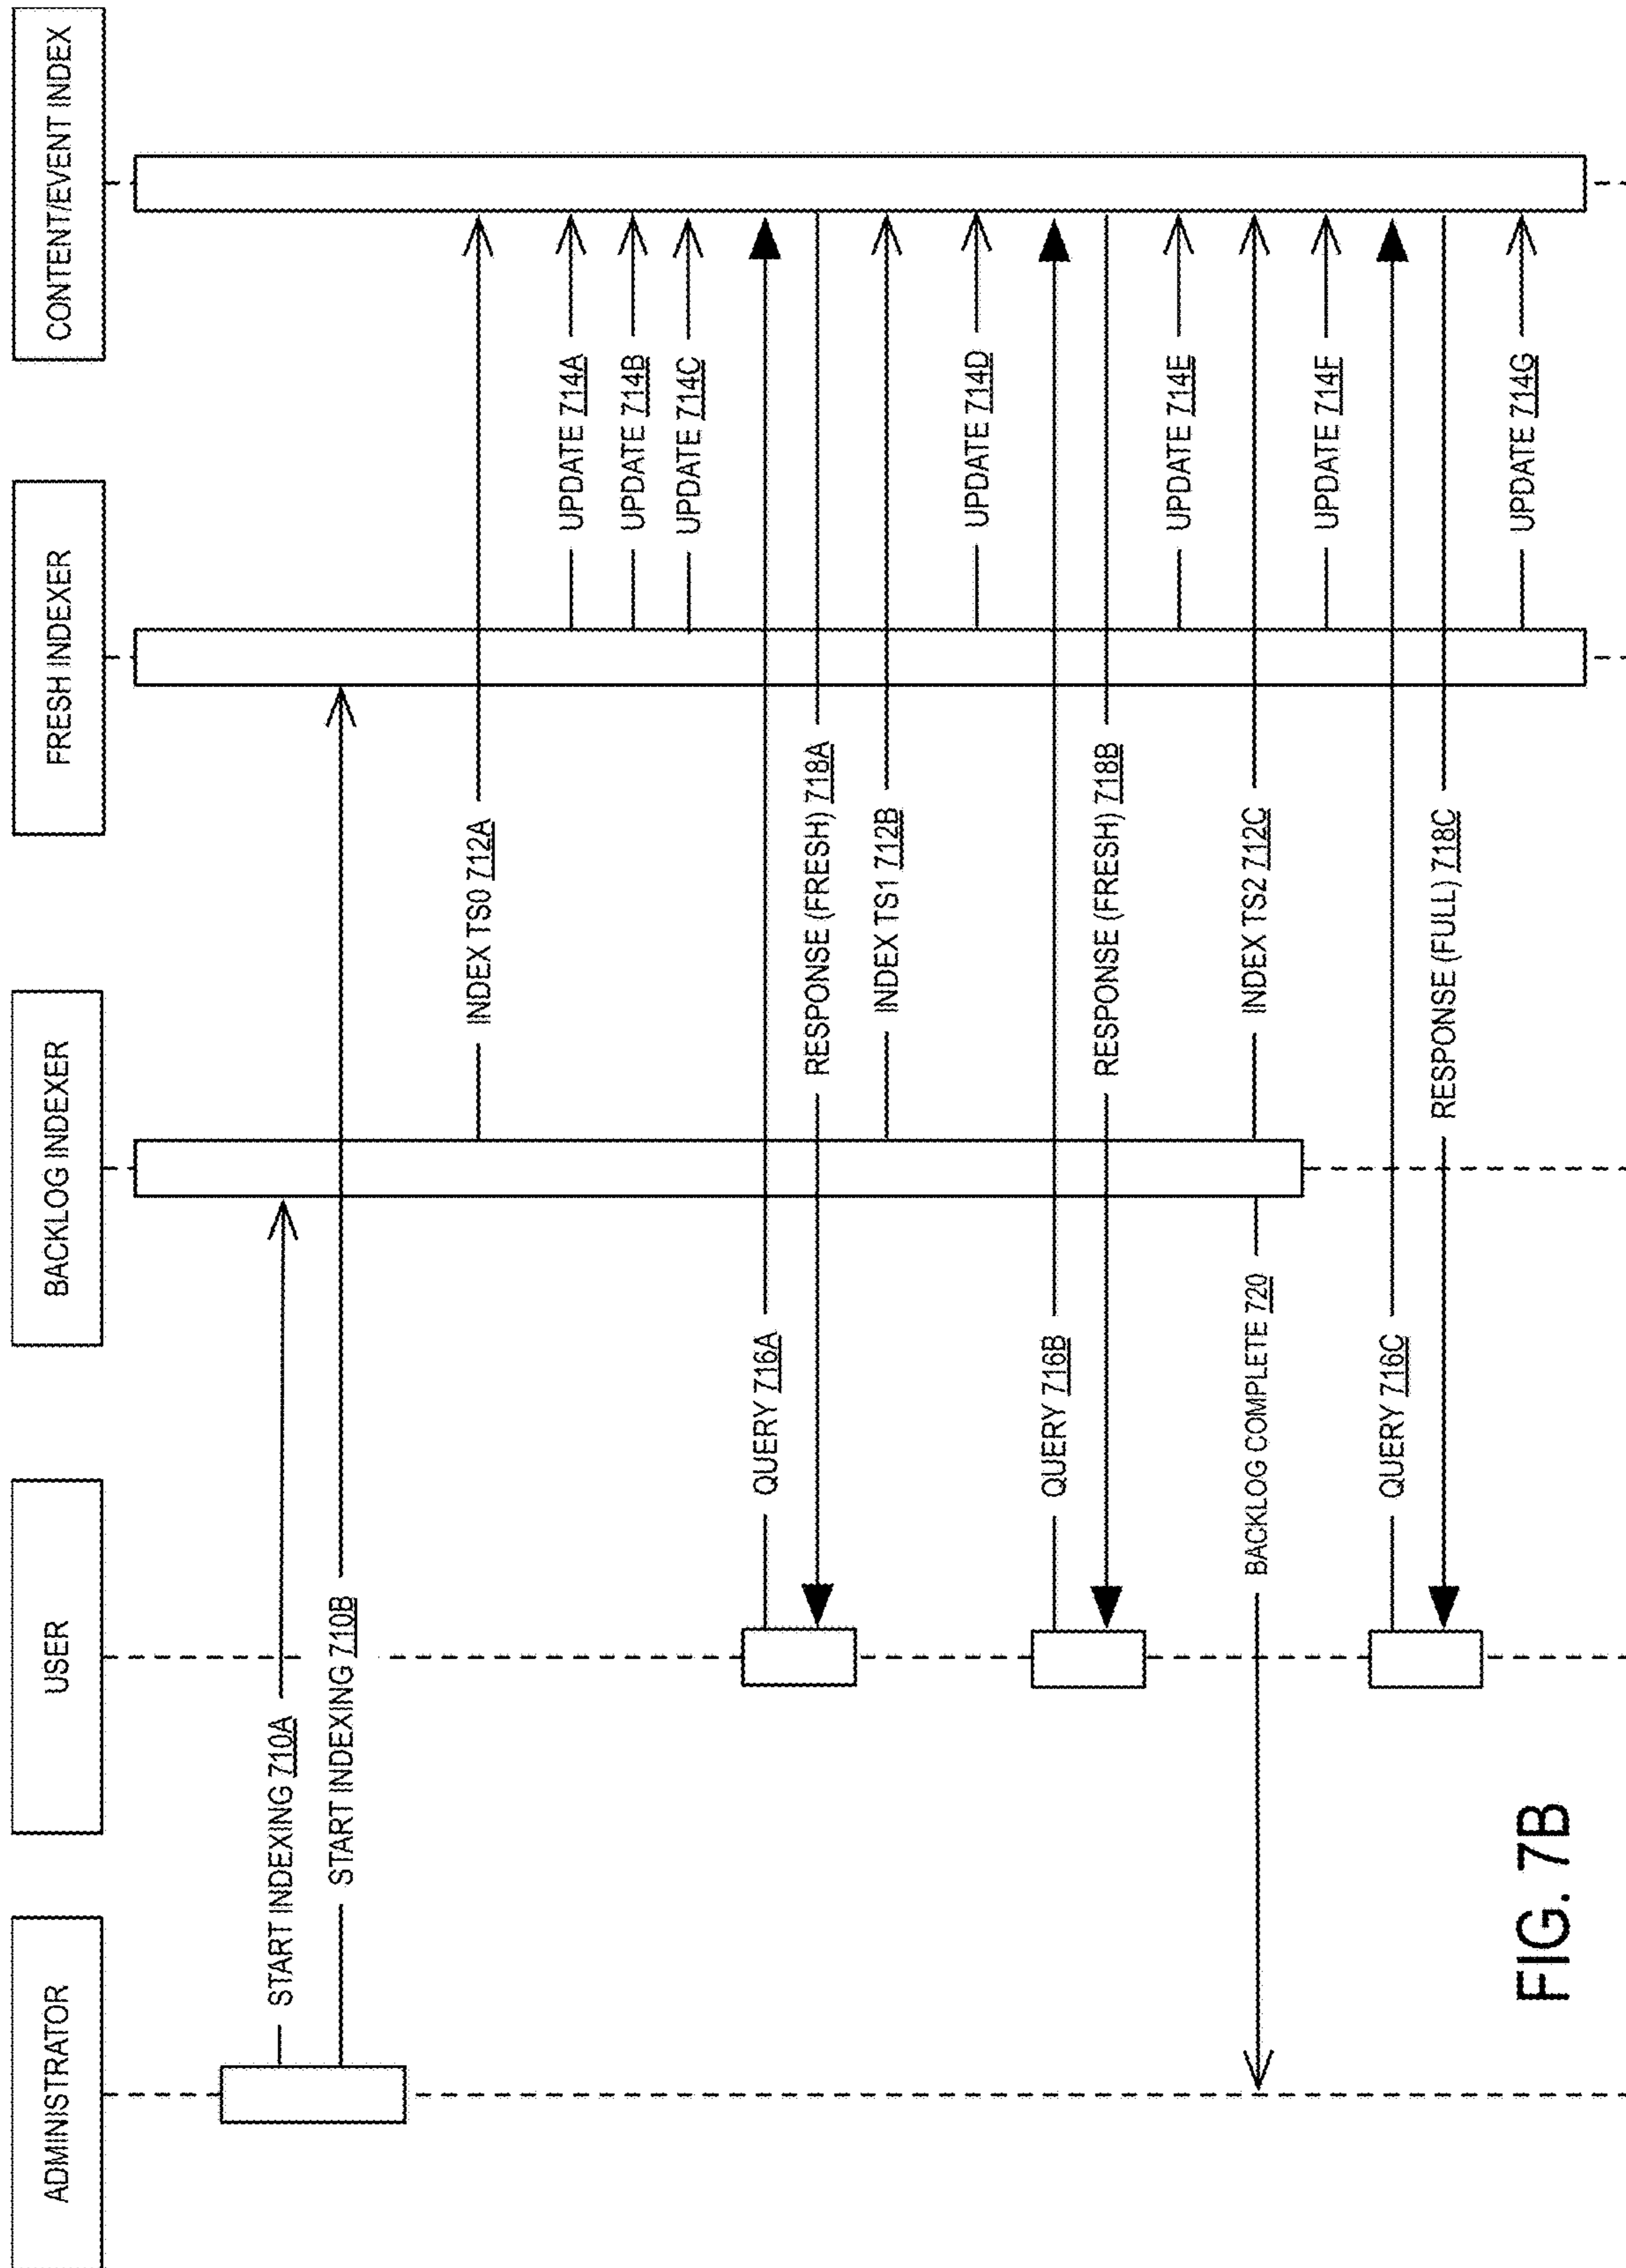 ADMINISTRATOR
USER
BACKLOG INDEXER
FRESH INDEXER
CONTENT/EVENT INDEX
START INDEXING 710A
START INDEXING 710B
INDEX TS0 712A
UPDATE 714A
UPDATE 714B
UPDATE 714C
QUERY 716A
RESPONSE (FRESH) 718A
INDEX TS1 712B
UPDATE 714D
QUERY 716B
RESPONSE (FRESH) 718B
UPDATE 714E
INDEX TS2 712C
BACKLOG COMPLETE 720
UPDATE 714F
QUERY 716C
RESPONSE (FULL) 718C
UPDATE 714G
FIG. 7B